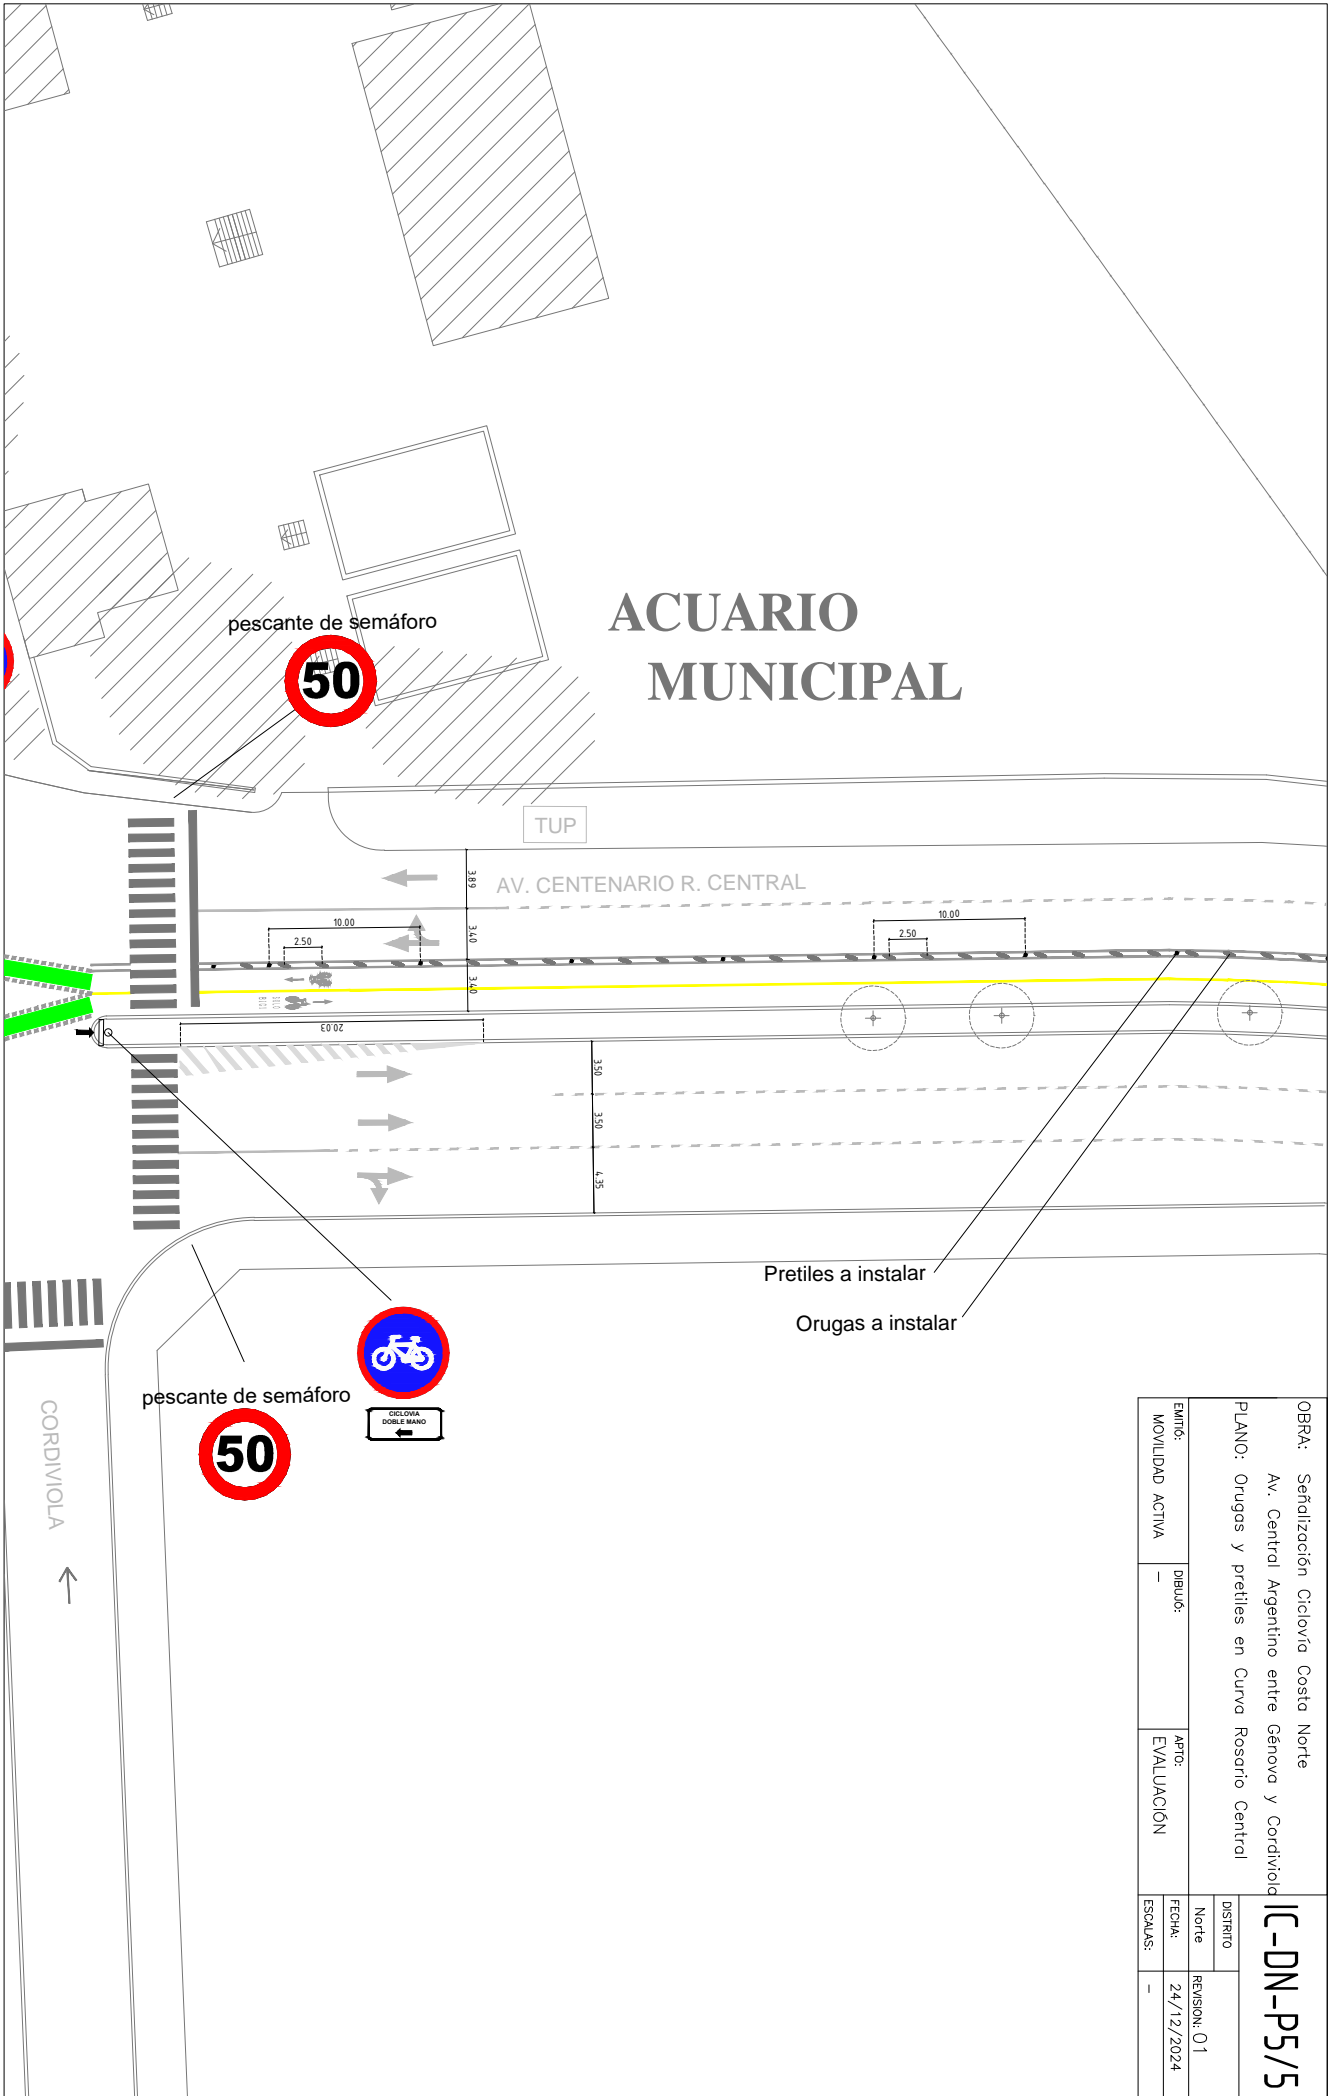 pescante de semáforo
50
ACUARIO
MUNICIPAL
TUP
AV. CENTENARIO R. CENTRAL
3.89
3.40
3.40
10.00
2.50
10.00
2.50
20.03
3.50
3.50
4.35
Pretiles a instalar
Orugas a instalar
CICLOVIA
DOBLE MANO
pescante de semáforo
50
CORDIVIOLA
OBRA: Señalización Ciclovía Costa Norte
Av. Central Argentino entre Génova y Cordiviola
PLANO: Orugas y pretiles en Curva Rosario Central
EMITIÓ:
MOVILIDAD ACTIVA
DIBUJÓ:
–
APTO:
EVALUACIÓN
IC-DN-P5/5
DISTRITO
Norte
REVISION: 01
FECHA: 24/12/2024
ESCALAS: –